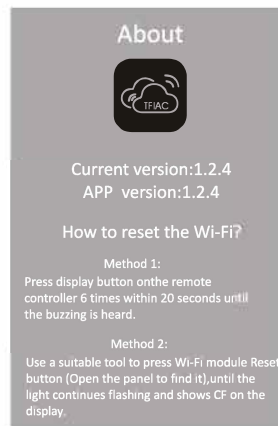 About
TFIAC
Current version:1.2.4
APP version:1.2.4
How to reset the Wi-Fi?
Method 1:
Press display button onthe remote
controller 6 times within 20 seconds until
the buzzing is heard.
Method 2:
Use a suitable tool to press Wi-Fi module Reset
button (Open the panel to find it),until the
light continues flashing and shows CF on the
display.